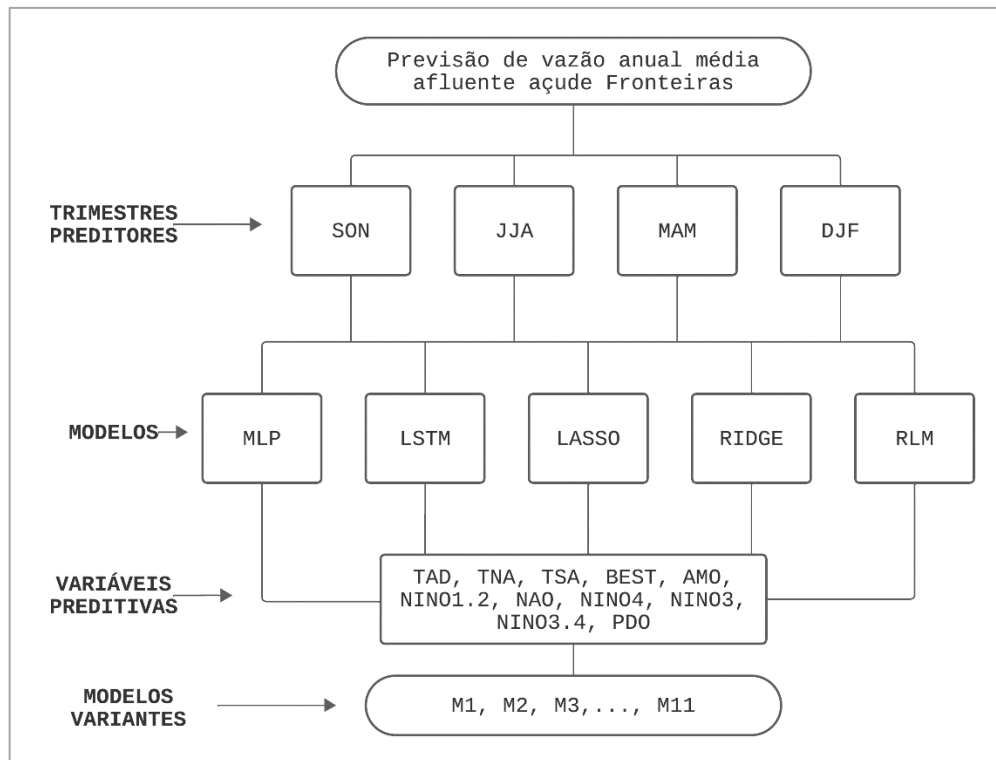 Previsão de vazão anual média
afluente açude Fronteiras
TRIMESTRES
PREDITORES
SON
JJA
MAM
DJF
MODELOS
MLP
LSTM
LASSO
RIDGE
RLM
VARIÁVEIS
PREDITIVAS
TAD, TNA, TSA, BEST, AMO,
NINO1.2, NAO, NINO4, NINO3,
NINO3.4, PDO
MODELOS
VARIANTES
M1, M2, M3,..., M11